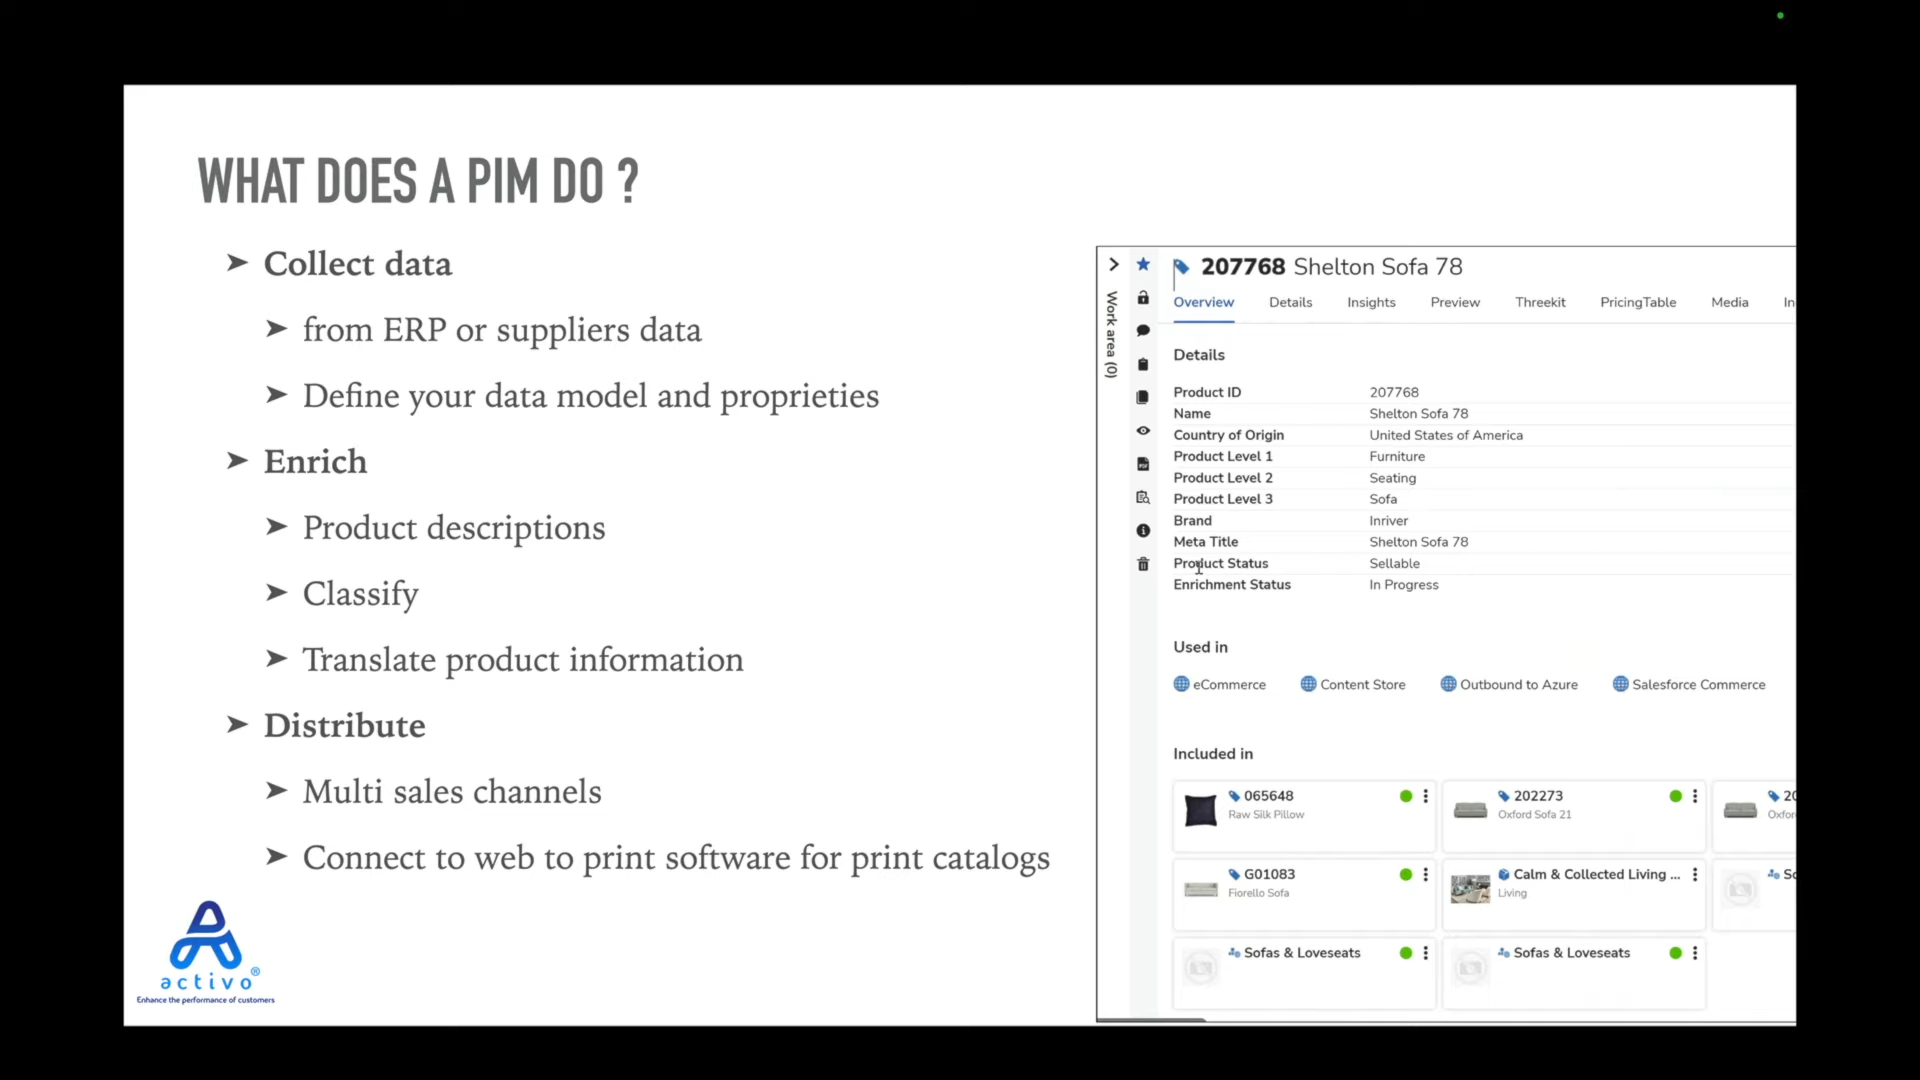 WHAT DOES A PIM DO ?
➤ Collect data
➤ from ERP or suppliers data
➤ Define your data model and proprieties
➤ Enrich
➤ Product descriptions
➤ Classify
➤ Translate product information
➤ Distribute
➤ Multi sales channels
➤ Connect to web to print software for print catalogs
activo®
Enhance the performance of customers
Work area (0)
207768 Shelton Sofa 78
Overview Details Insights Preview Threekit PricingTable Media In
Details
Product ID 207768
Name Shelton Sofa 78
Country of Origin United States of America
Product Level 1 Furniture
Product Level 2 Seating
Product Level 3 Sofa
Brand Inriver
Meta Title Shelton Sofa 78
Product Status Sellable
Enrichment Status In Progress
Used in
eCommerce Content Store Outbound to Azure Salesforce Commerce
Included in
065648 202273 20
Raw Silk Pillow Oxford Sofa 21 Oxfor
G01083 Calm & Collected Living ... So
Fiorello Sofa Living
Sofas & Loveseats Sofas & Loveseats